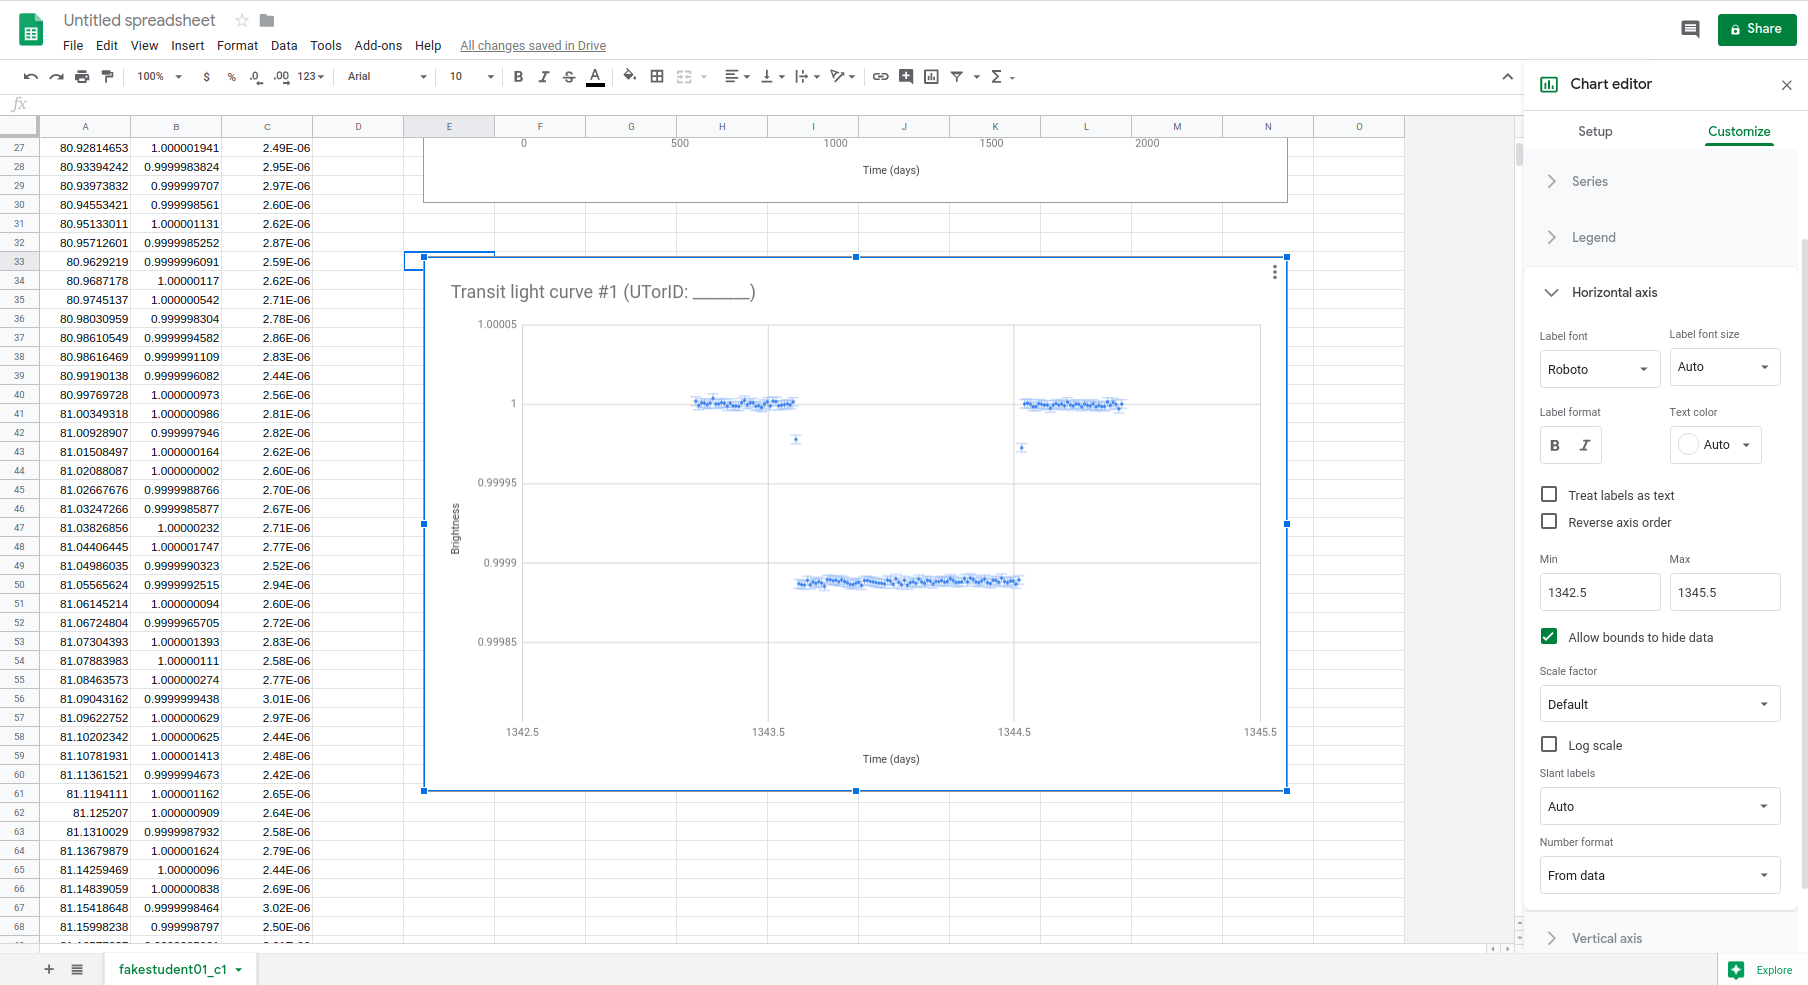 Untitled spreadsheet
File Edit View Insert Format Data Tools Add-ons Help All changes saved in Drive
Share
100% $ % .0 .00 123 Arial 10 B I S A
fx
Chart editor
Setup Customize
A B C D E F G H I J K L M N O
27 80.92814653 1.000001941 2.49E-06
28 80.93394242 0.9999983824 2.95E-06
29 80.93973832 0.999999707 2.97E-06
30 80.94553421 0.999998561 2.60E-06
31 80.95133011 1.000001131 2.62E-06
32 80.95712601 0.9999985252 2.87E-06
33 80.9629219 0.9999996091 2.59E-06
34 80.9687178 1.00000117 2.62E-06
35 80.9745137 1.000000542 2.71E-06
36 80.98030959 0.999998304 2.78E-06
37 80.98610549 0.9999994582 2.86E-06
38 80.98616469 0.9999991109 2.83E-06
39 80.99190138 0.9999996082 2.44E-06
40 80.99769728 1.000000973 2.56E-06
41 81.00349318 1.000000986 2.81E-06
42 81.00928907 0.999997946 2.82E-06
43 81.01508497 1.000000164 2.62E-06
44 81.02088087 1.000000002 2.60E-06
45 81.02667676 0.9999988766 2.70E-06
46 81.03247266 0.9999985877 2.67E-06
47 81.03826856 1.00000232 2.71E-06
48 81.04406445 1.000001747 2.77E-06
49 81.04986035 0.9999990323 2.52E-06
50 81.05565624 0.9999992515 2.94E-06
51 81.06145214 1.000000094 2.60E-06
52 81.06724804 0.9999965705 2.72E-06
53 81.07304393 1.000001393 2.83E-06
54 81.07883983 1.00000111 2.58E-06
55 81.08463573 1.000000274 2.77E-06
56 81.09043162 0.9999999438 3.01E-06
57 81.09622752 1.000000629 2.97E-06
58 81.10202342 1.000000625 2.44E-06
59 81.10781931 1.000001413 2.48E-06
60 81.11361521 0.9999994673 2.42E-06
61 81.1194111 1.000001162 2.65E-06
62 81.125207 1.000000909 2.64E-06
63 81.1310029 0.9999987932 2.58E-06
64 81.13679879 1.000001624 2.79E-06
65 81.14259469 1.00000096 2.44E-06
66 81.14839059 1.000000838 2.69E-06
67 81.15418648 0.9999998464 3.02E-06
68 81.15998238 0.999998797 2.50E-06
0 500 1000 1500 2000
Time (days)
Transit light curve #1 (UTorID: _______)
1.00005
1
0.99995
0.9999
0.99985
Brightness
1342.5 1343.5 1344.5 1345.5
Time (days)
Series
Legend
Horizontal axis
Label font Label font size
Roboto Auto
Label format Text color
B I Auto
Treat labels as text
Reverse axis order
Min Max
1342.5 1345.5
Allow bounds to hide data
Scale factor
Default
Log scale
Slant labels
Auto
Number format
From data
Vertical axis
fakestudent01_c1
Explore